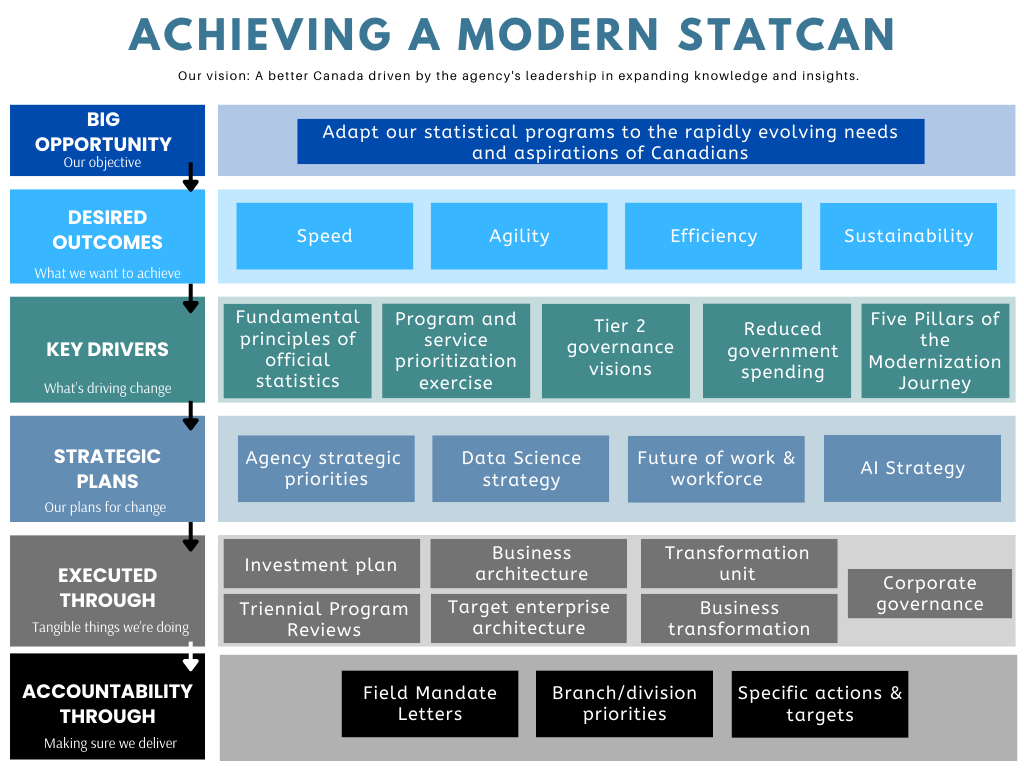 ACHIEVING A MODERN STATCAN
Our vision: A better Canada driven by the agency's leadership in expanding knowledge and insights.
BIG
OPPORTUNITY
Our objective
Adapt our statistical programs to the rapidly evolving needs
and aspirations of Canadians
DESIRED
OUTCOMES
What we want to achieve
Speed
Agility
Efficiency
Sustainability
KEY DRIVERS
What's driving change
Fundamental
principles of
official
statistics
Program and
service
prioritization
exercise
Tier 2
governance
visions
Reduced
government
spending
Five Pillars of
the
Modernization
Journey
STRATEGIC
PLANS
Our plans for change
Agency strategic
priorities
Data Science
strategy
Future of work &
workforce
AI Strategy
EXECUTED
THROUGH
Tangible things we're doing
Investment plan
Business
architecture
Transformation
unit
Triennial Program
Reviews
Target enterprise
architecture
Business
transformation
Corporate
governance
ACCOUNTABILITY
THROUGH
Making sure we deliver
Field Mandate
Letters
Branch/division
priorities
Specific actions &
targets